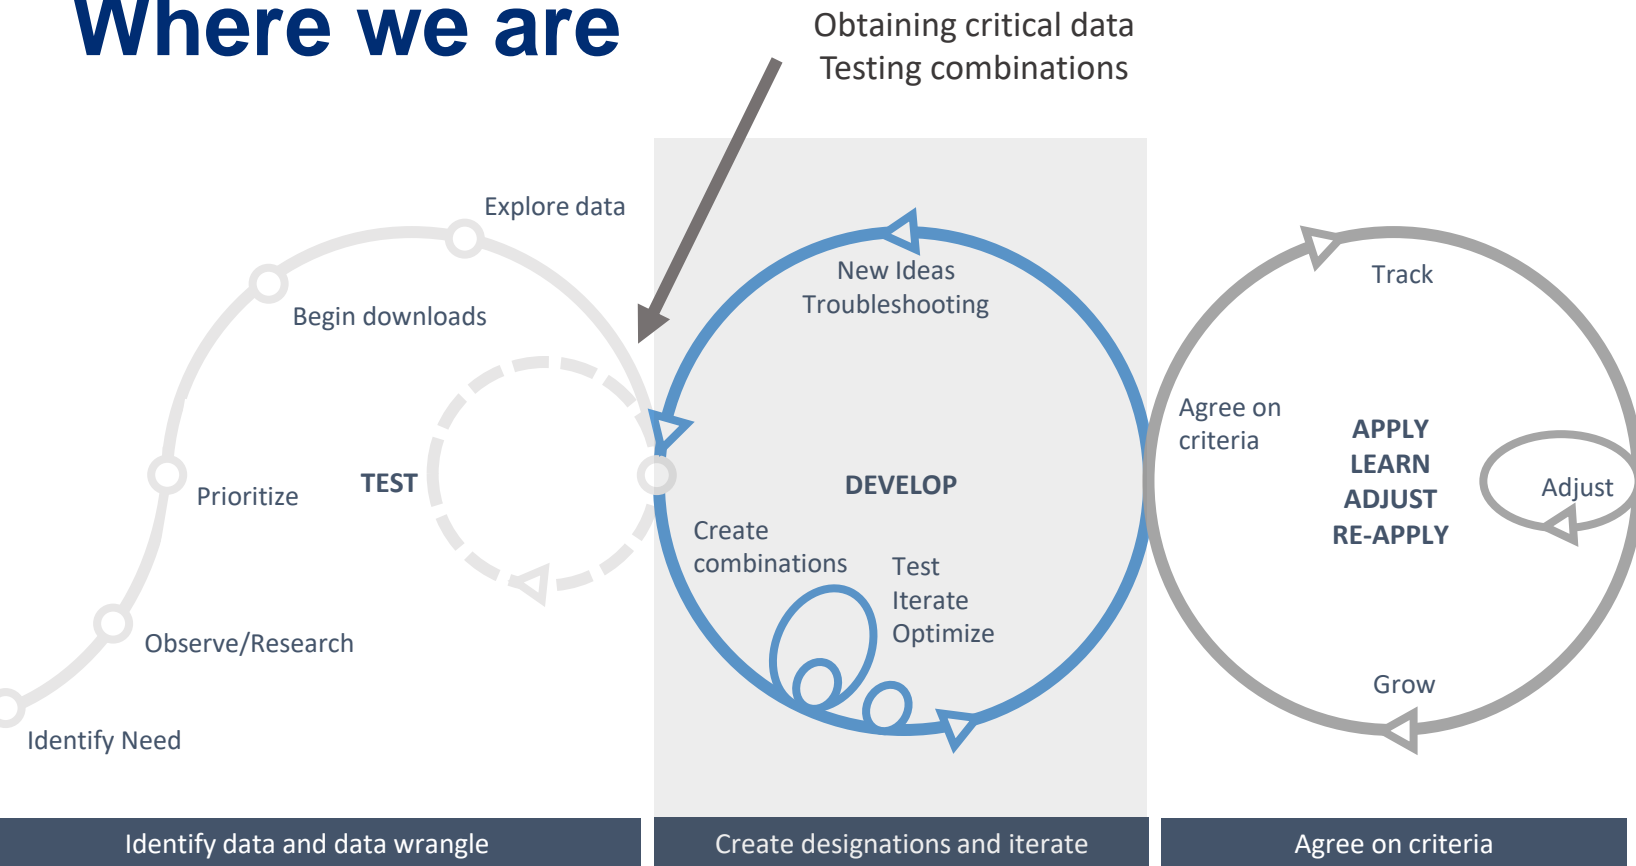 Where we are
Obtaining critical data
Testing combinations
Explore data
Begin downloads
Prioritize
TEST
Observe/Research
Identify Need
New Ideas
Troubleshooting
DEVELOP
Create
combinations
Test
Iterate
Optimize
Track
Agree on
criteria
APPLY
LEARN
ADJUST
RE-APPLY
Adjust
Grow
Identify data and data wrangle
Create designations and iterate
Agree on criteria